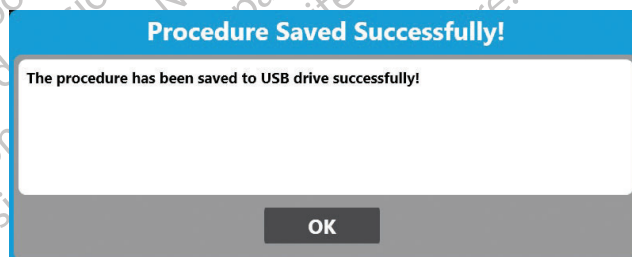 Procedure Saved Successfully!
The procedure has been saved to USB drive successfully!
OK